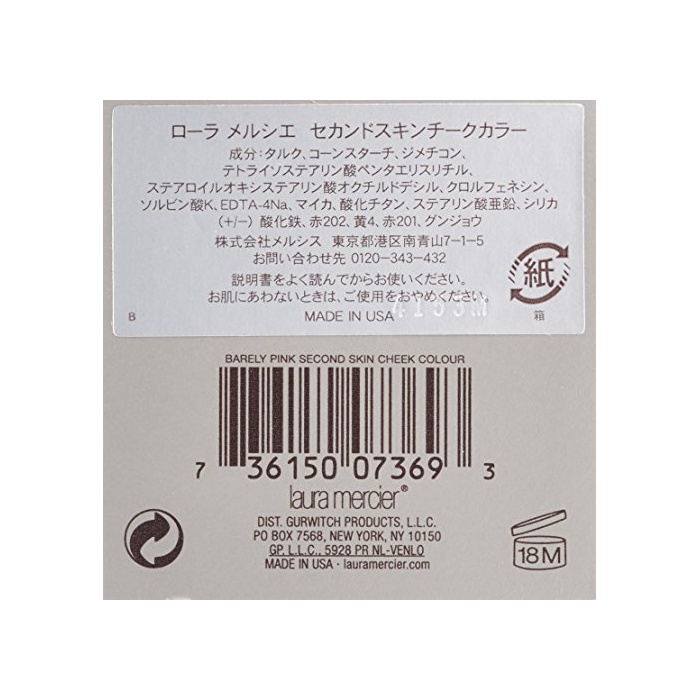 ローラ メルシエ セカンドスキンチークカラー
成分：タルク、コーンスターチ、ジメチコン、
テトライソステアリン酸ペンタエリスリチル、
ステアロイルオキシステアリン酸オクチルドデシル、クロルフェネシン、
ソルビン酸K、EDTA-4Na、マイカ、酸化チタン、ステアリン酸亜鉛、シリカ
(+/−) 酸化鉄、赤202、黄4、赤201、グンジョウ
株式会社メルシス 東京都港区南青山7-1-5
お問い合わせ先 0120-343-432
説明書をよく読んでからお使いください。
お肌にあわないときは、ご使用をおやめください。
B MADE IN USA 4153M 箱
紙
BARELY PINK SECOND SKIN CHEEK COLOUR
7 36150 07369 3
laura mercier®
DIST. GURWITCH PRODUCTS, L.L.C.
PO BOX 7568, NEW YORK, NY 10150
GP, L.L.C., 5928 PR NL-VENLO
MADE IN USA · lauramercier.com
18M